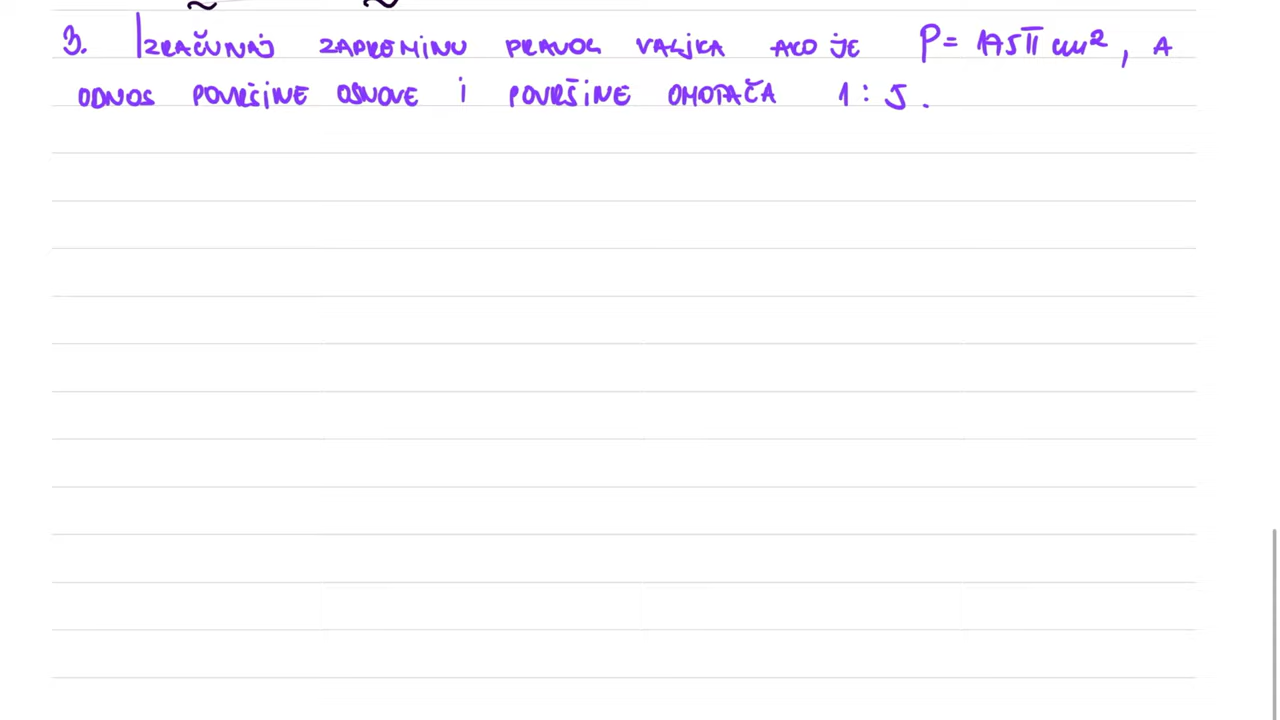 3. IZRAČUNAJ ZAPREMINU PRAVOG VALJKA AKO JE P = 175π cm², A
ODNOS POVRŠINE OSNOVE I POVRŠINE OMOTAČA 1 : 5.